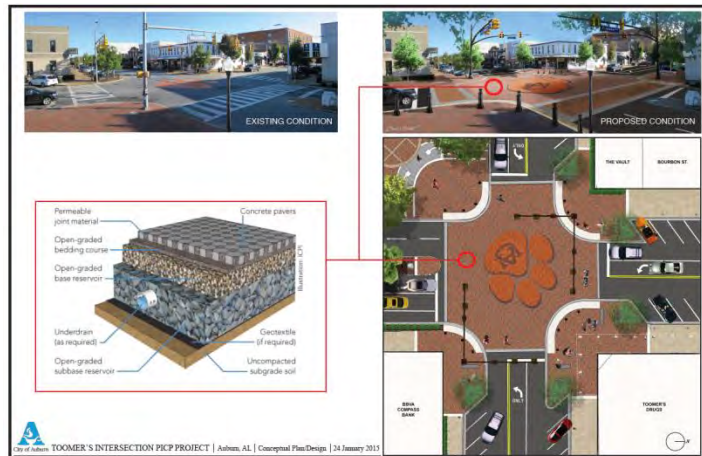 EXISTING CONDITION
PROPOSED CONDITION
Permeable
joint material
Concrete pavers
Open-graded
bedding course
Open-graded
base reservoir
Illustration: ICPI
Underdrain
(as required)
Geotextile
(if required)
Open-graded
subbase reservoir
Uncompacted
subgrade soil
ONLY
THE VAULT
BOURBON ST.
ONLY
BBVA
COMPASS
BANK
TOOMER'S
DRUGS
N
City of Auburn
TOOMER'S INTERSECTION PICP PROJECT | Auburn, AL | Conceptual Plan/Design | 24 January 2015